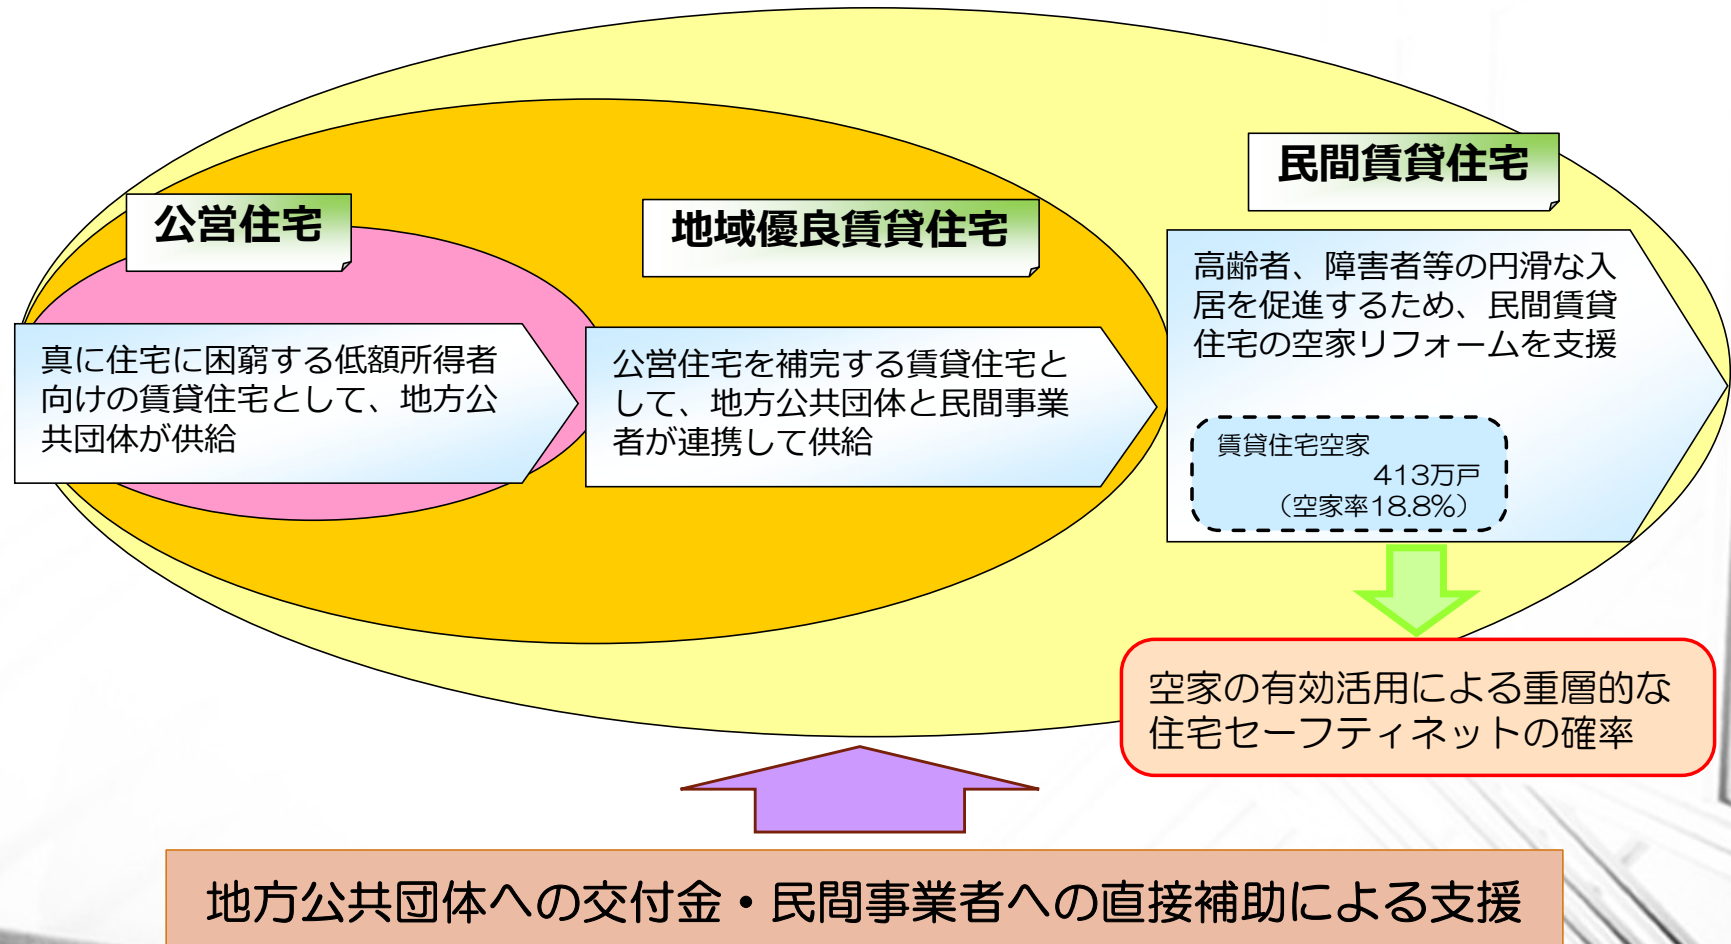 公営住宅
真に住宅に困窮する低額所得者
向けの賃貸住宅として、地方公
共団体が供給
地域優良賃貸住宅
公営住宅を補完する賃貸住宅と
して、地方公共団体と民間事業
者が連携して供給
民間賃貸住宅
高齢者、障害者等の円滑な入
居を促進するため、民間賃貸
住宅の空家リフォームを支援
賃貸住宅空家
413万戸
（空家率18.8%）
空家の有効活用による重層的な
住宅セーフティネットの確率
地方公共団体への交付金・民間事業者への直接補助による支援